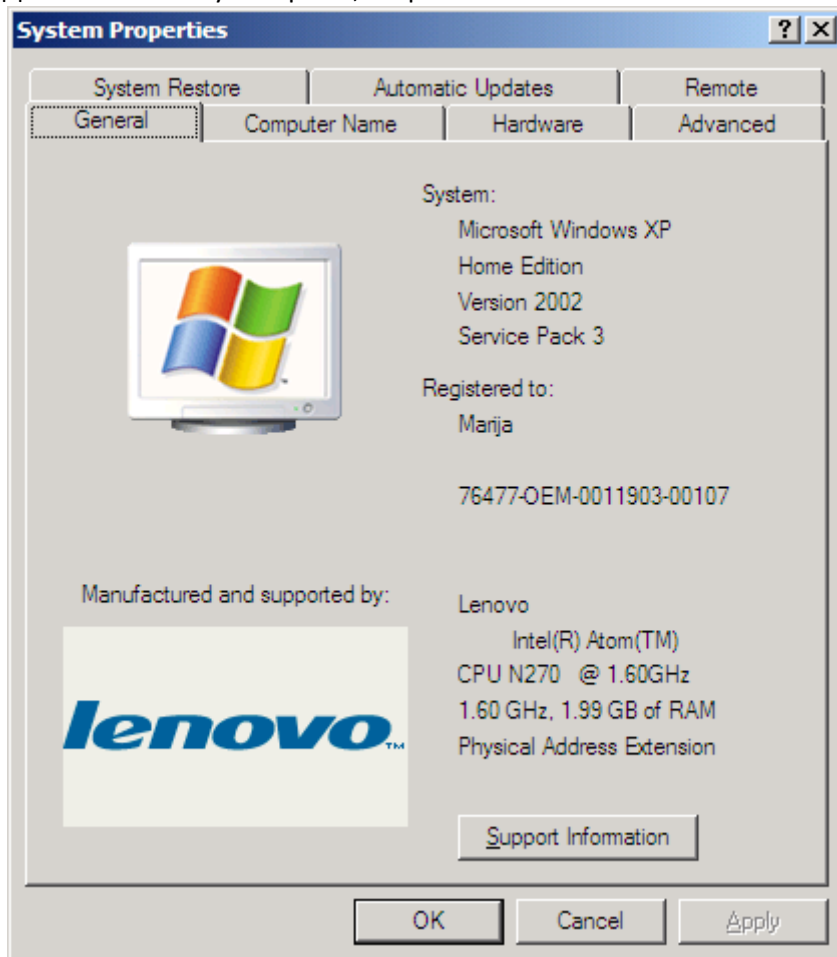 System Properties
System Restore
Automatic Updates
Remote
General
Computer Name
Hardware
Advanced
System:
Microsoft Windows XP
Home Edition
Version 2002
Service Pack 3
Registered to:
Marija
76477-OEM-0011903-00107
Manufactured and supported by:
lenovo™
Lenovo
Intel(R) Atom(TM)
CPU N270 @ 1.60GHz
1.60 GHz, 1.99 GB of RAM
Physical Address Extension
Support Information
OK
Cancel
Apply